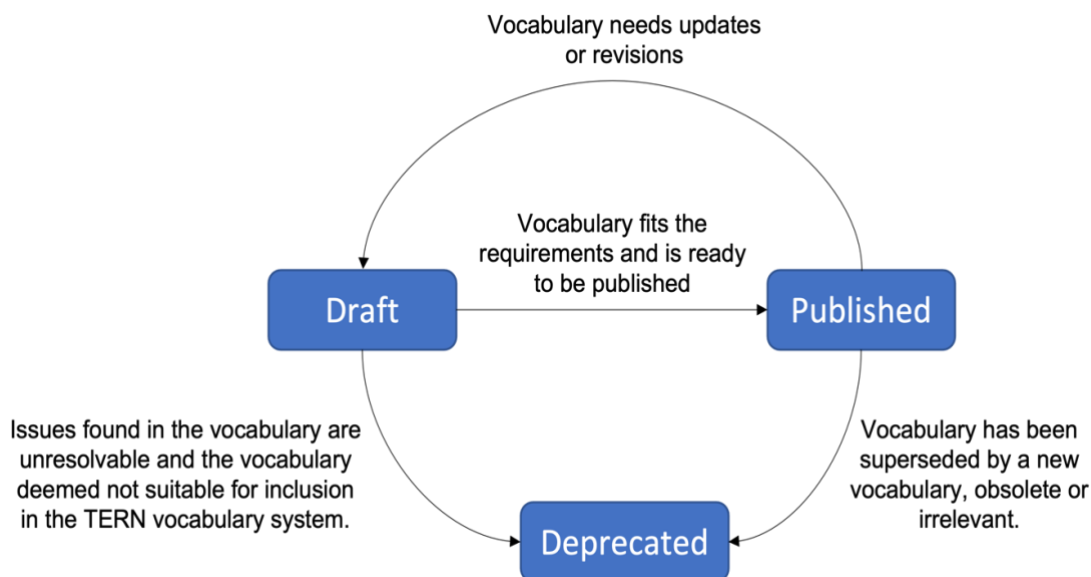 Vocabulary needs updates
or revisions
Vocabulary fits the
requirements and is ready
to be published
Draft
Published
Issues found in the vocabulary are
unresolvable and the vocabulary
deemed not suitable for inclusion
in the TERN vocabulary system.
Vocabulary has been
superseded by a new
vocabulary, obsolete or
irrelevant.
Deprecated